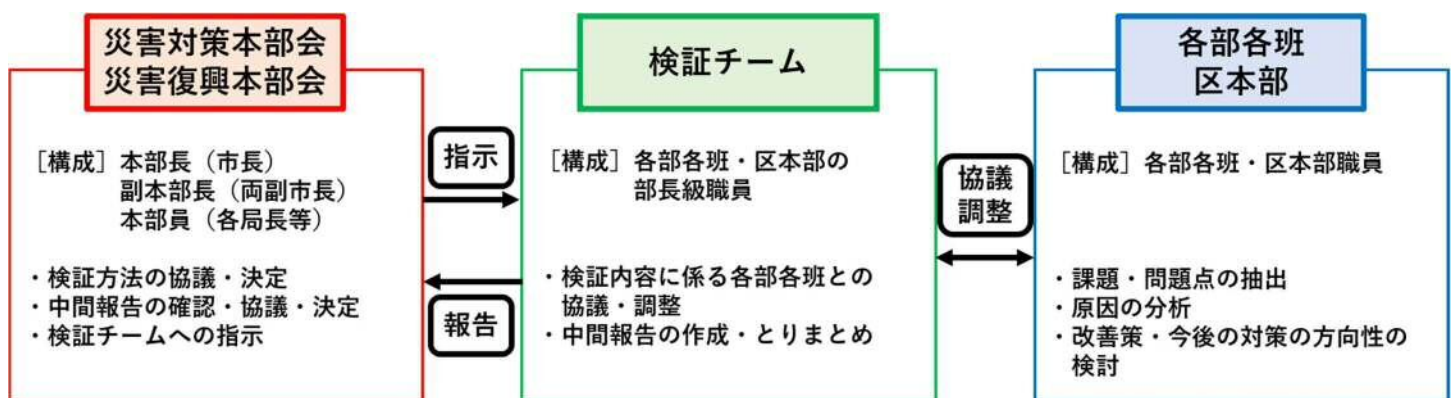 災害対策本部会
災害復興本部会
［構成］本部長（市長）
副本部長（両副市長）
本部員（各局長等）
・検証方法の協議・決定
・中間報告の確認・協議・決定
・検証チームへの指示
指示
報告
検証チーム
［構成］各部各班・区本部の
部長級職員
・検証内容に係る各部各班との
協議・調整
・中間報告の作成・とりまとめ
協議
調整
各部各班
区本部
［構成］各部各班・区本部職員
・課題・問題点の抽出
・原因の分析
・改善策・今後の対策の方向性の
検討